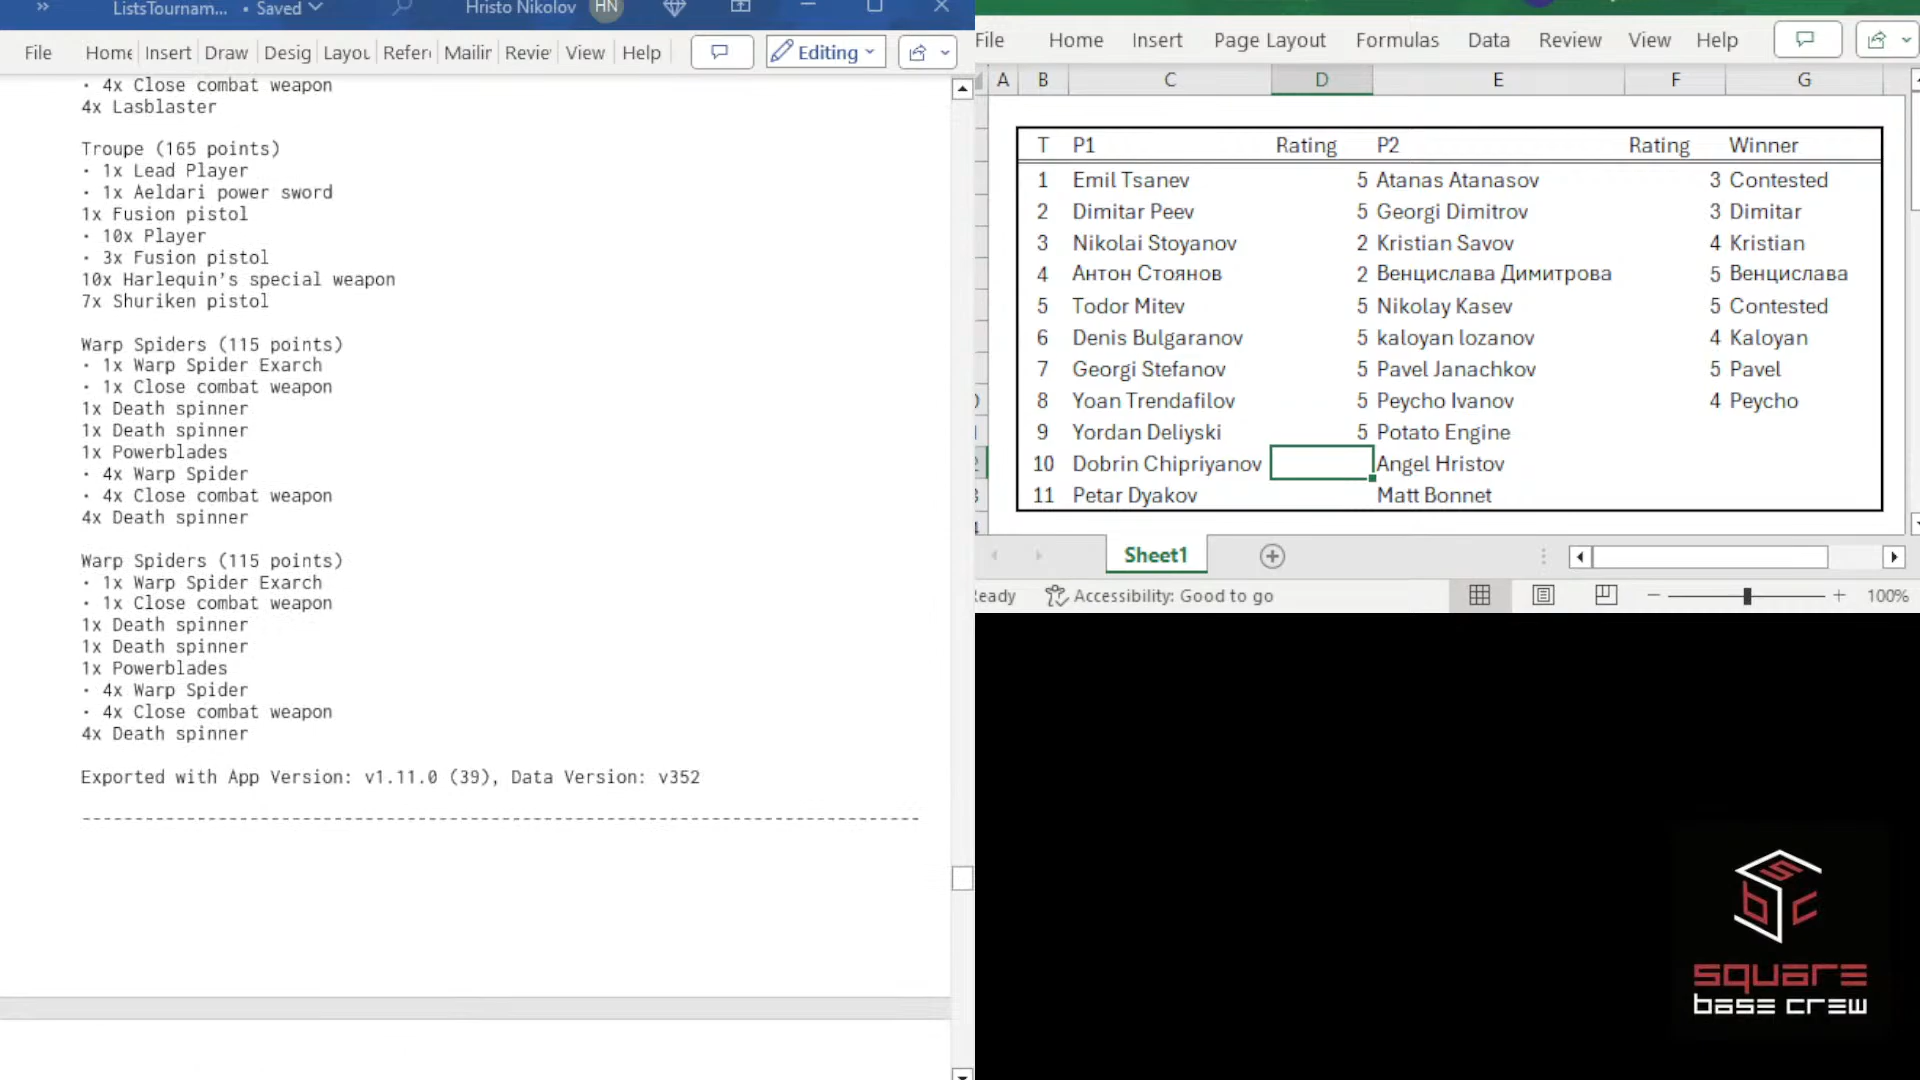 ListsTournam... • Saved
Hristo Nikolov HN
File Home Insert Draw Desig Layou Refer Mailin Revie View Help Editing
• 4x Close combat weapon
4x Lasblaster
Troupe (165 points)
• 1x Lead Player
• 1x Aeldari power sword
1x Fusion pistol
• 10x Player
• 3x Fusion pistol
10x Harlequin's special weapon
7x Shuriken pistol
Warp Spiders (115 points)
• 1x Warp Spider Exarch
• 1x Close combat weapon
1x Death spinner
1x Death spinner
1x Powerblades
• 4x Warp Spider
• 4x Close combat weapon
4x Death spinner
Warp Spiders (115 points)
• 1x Warp Spider Exarch
• 1x Close combat weapon
1x Death spinner
1x Death spinner
1x Powerblades
• 4x Warp Spider
• 4x Close combat weapon
4x Death spinner
Exported with App Version: v1.11.0 (39), Data Version: v352
File Home Insert Page Layout Formulas Data Review View Help
A B C D E F G
T P1 Rating P2 Rating Winner
1 Emil Tsanev 5 Atanas Atanasov 3 Contested
2 Dimitar Peev 5 Georgi Dimitrov 3 Dimitar
3 Nikolai Stoyanov 2 Kristian Savov 4 Kristian
4 Антон Стоянов 2 Венцислава Димитрова 5 Венцислава
5 Todor Mitev 5 Nikolay Kasev 5 Contested
6 Denis Bulgaranov 5 kaloyan lozanov 4 Kaloyan
7 Georgi Stefanov 5 Pavel Janachkov 5 Pavel
8 Yoan Trendafilov 5 Peycho Ivanov 4 Peycho
9 Yordan Deliyski 5 Potato Engine
10 Dobrin Chipriyanov Angel Hristov
11 Petar Dyakov Matt Bonnet
Sheet1
eady Accessibility: Good to go 100%
sbc
square
base crew